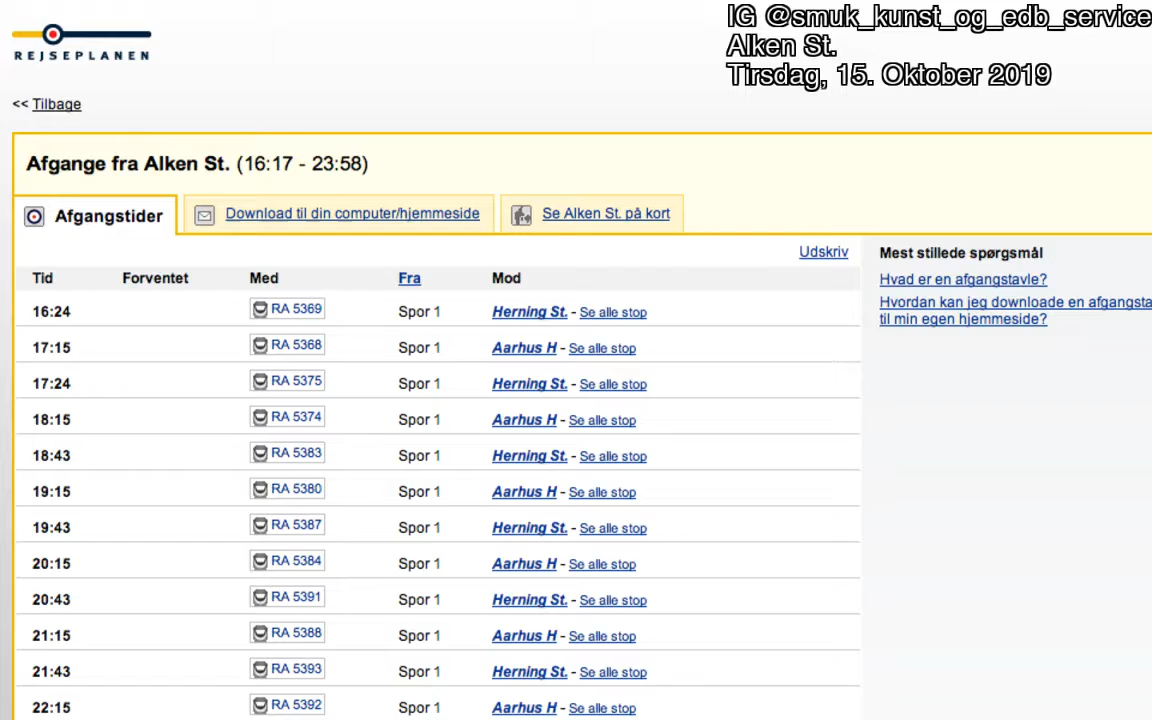 IG @smuk_kunst_og_edb_service
Alken St.
Tirsdag, 15. Oktober 2019
REJSEPLANEN
<< Tilbage
Afgange fra Alken St. (16:17 - 23:58)
Afgangstider Download til din computer/hjemmeside Se Alken St. på kort
Udskriv
Tid Forventet Med Fra Mod
16:24 RA 5369 Spor 1 Herning St. - Se alle stop
17:15 RA 5368 Spor 1 Aarhus H - Se alle stop
17:24 RA 5375 Spor 1 Herning St. - Se alle stop
18:15 RA 5374 Spor 1 Aarhus H - Se alle stop
18:43 RA 5383 Spor 1 Herning St. - Se alle stop
19:15 RA 5380 Spor 1 Aarhus H - Se alle stop
19:43 RA 5387 Spor 1 Herning St. - Se alle stop
20:15 RA 5384 Spor 1 Aarhus H - Se alle stop
20:43 RA 5391 Spor 1 Herning St. - Se alle stop
21:15 RA 5388 Spor 1 Aarhus H - Se alle stop
21:43 RA 5393 Spor 1 Herning St. - Se alle stop
22:15 RA 5392 Spor 1 Aarhus H - Se alle stop
Mest stillede spørgsmål
Hvad er en afgangstavle?
Hvordan kan jeg downloade en afgangsta
til min egen hjemmeside?